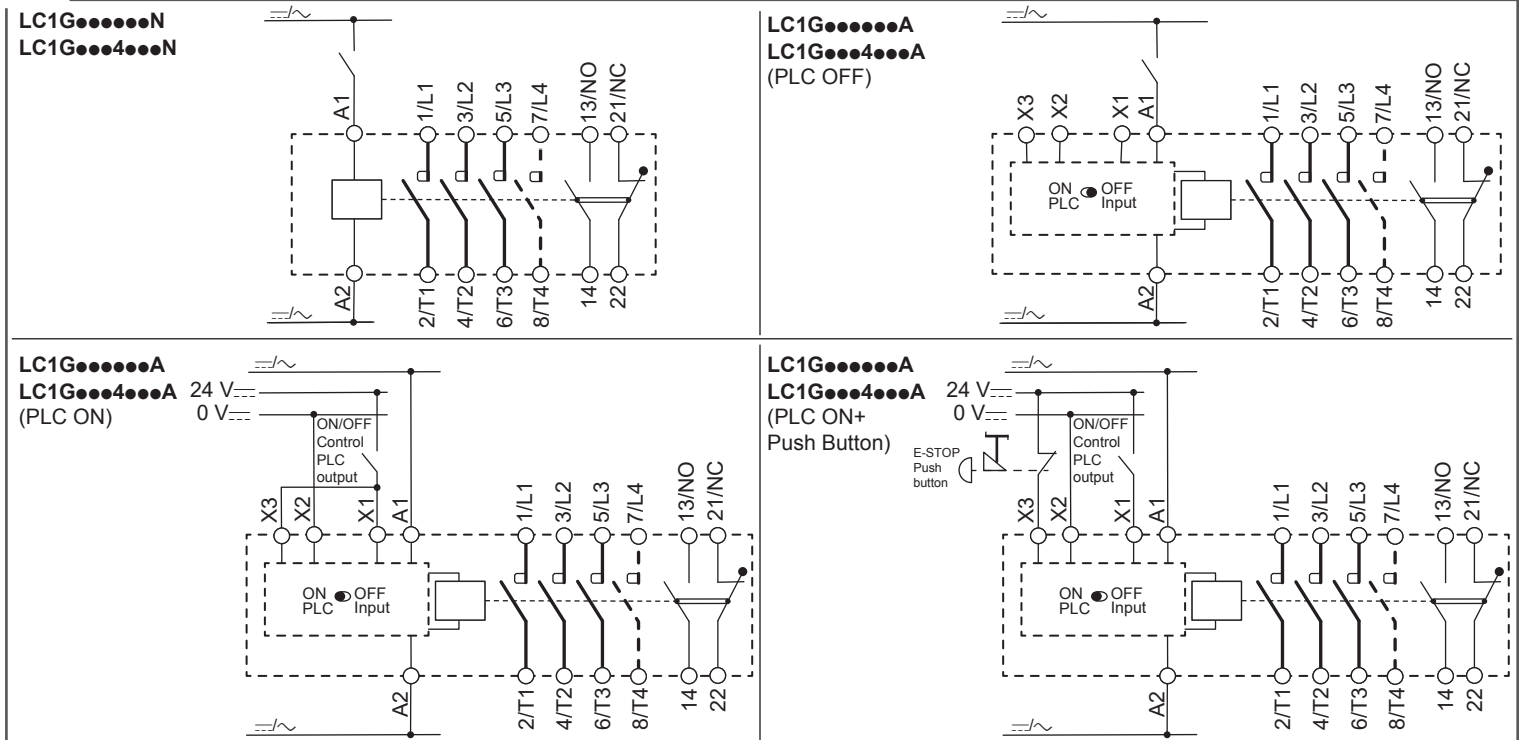 LC1G●●●●●●N
LC1G●●●4●●●N
⎓/~
A1
1/L1
3/L2
5/L3
7/L4
13/NO
21/NC
A2
2/T1
4/T2
6/T3
8/T4
14
22
⎓/~
LC1G●●●●●●A
LC1G●●●4●●●A
(PLC OFF)
⎓/~
X3
X2
X1
A1
1/L1
3/L2
5/L3
7/L4
13/NO
21/NC
ON OFF
PLC Input
A2
2/T1
4/T2
6/T3
8/T4
14
22
⎓/~
LC1G●●●●●●A
LC1G●●●4●●●A
(PLC ON)
⎓/~
24 V⎓
0 V⎓
ON/OFF
Control
PLC
output
X3
X2
X1
A1
1/L1
3/L2
5/L3
7/L4
13/NO
21/NC
ON OFF
PLC Input
A2
2/T1
4/T2
6/T3
8/T4
14
22
⎓/~
LC1G●●●●●●A
LC1G●●●4●●●A
(PLC ON+
Push Button)
⎓/~
24 V⎓
0 V⎓
E-STOP
Push
button
ON/OFF
Control
PLC
output
X3
X2
X1
A1
1/L1
3/L2
5/L3
7/L4
13/NO
21/NC
ON OFF
PLC Input
A2
2/T1
4/T2
6/T3
8/T4
14
22
⎓/~